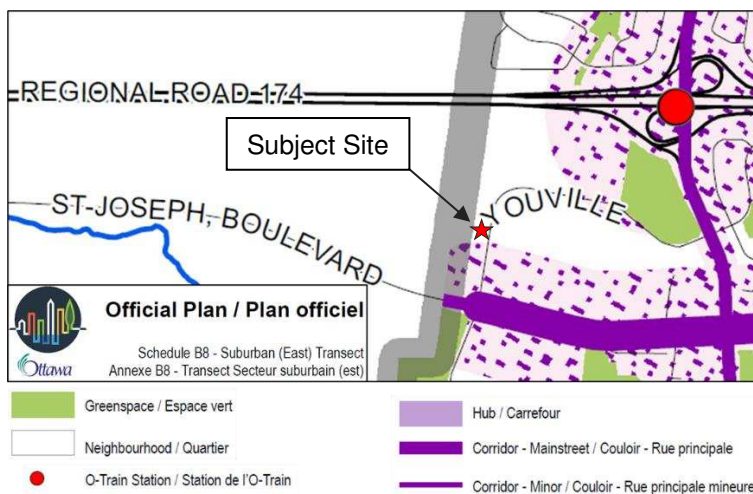 REGIONAL ROAD 174
Subject Site
YOUVILLE
ST-JOSEPH, BOULEVARD
Official Plan / Plan officiel
Schedule B8 - Suburban (East) Transect
Annexe B8 - Transect Secteur suburbain (est)
Ottawa
Greenspace / Espace vert
Neighbourhood / Quartier
O-Train Station / Station de l'O-Train
Hub / Carrefour
Corridor - Mainstreet / Couloir - Rue principale
Corridor - Minor / Couloir - Rue principale mineure